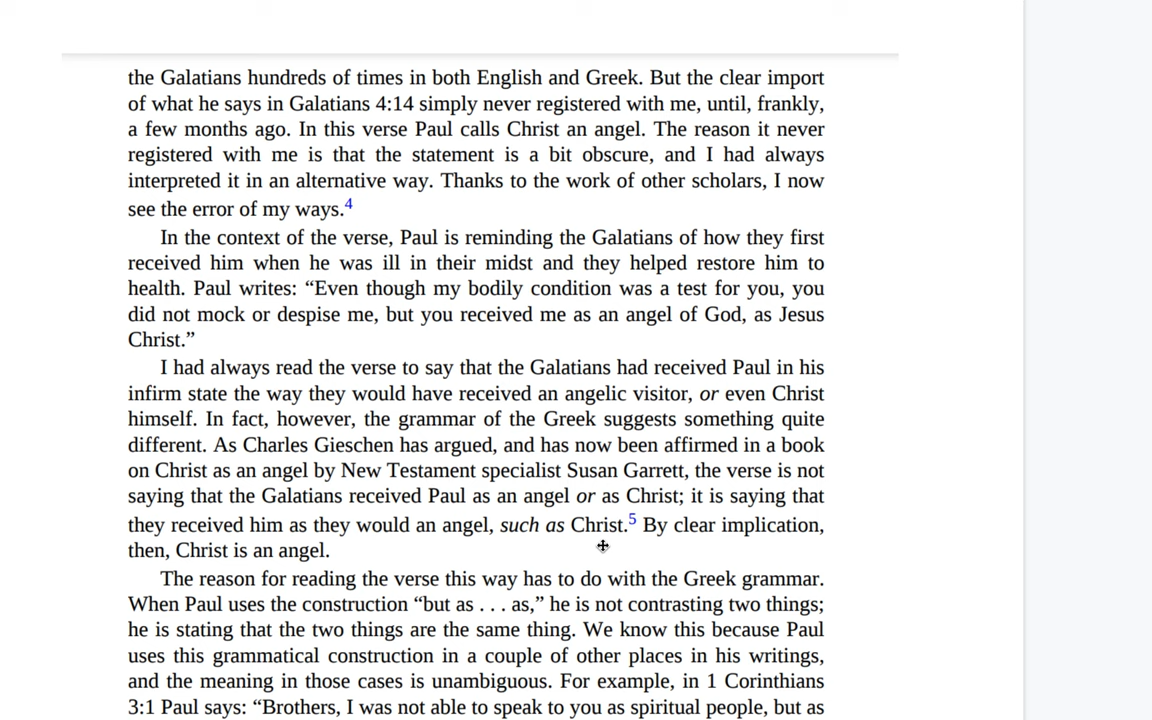 the Galatians hundreds of times in both English and Greek. But the clear import
of what he says in Galatians 4:14 simply never registered with me, until, frankly,
a few months ago. In this verse Paul calls Christ an angel. The reason it never
registered with me is that the statement is a bit obscure, and I had always
interpreted it in an alternative way. Thanks to the work of other scholars, I now
see the error of my ways.4
In the context of the verse, Paul is reminding the Galatians of how they first
received him when he was ill in their midst and they helped restore him to
health. Paul writes: “Even though my bodily condition was a test for you, you
did not mock or despise me, but you received me as an angel of God, as Jesus
Christ.”
I had always read the verse to say that the Galatians had received Paul in his
infirm state the way they would have received an angelic visitor, or even Christ
himself. In fact, however, the grammar of the Greek suggests something quite
different. As Charles Gieschen has argued, and has now been affirmed in a book
on Christ as an angel by New Testament specialist Susan Garrett, the verse is not
saying that the Galatians received Paul as an angel or as Christ; it is saying that
they received him as they would an angel, such as Christ.5 By clear implication,
then, Christ is an angel.
The reason for reading the verse this way has to do with the Greek grammar.
When Paul uses the construction “but as . . . as,” he is not contrasting two things;
he is stating that the two things are the same thing. We know this because Paul
uses this grammatical construction in a couple of other places in his writings,
and the meaning in those cases is unambiguous. For example, in 1 Corinthians
3:1 Paul says: “Brothers, I was not able to speak to you as spiritual people, but as